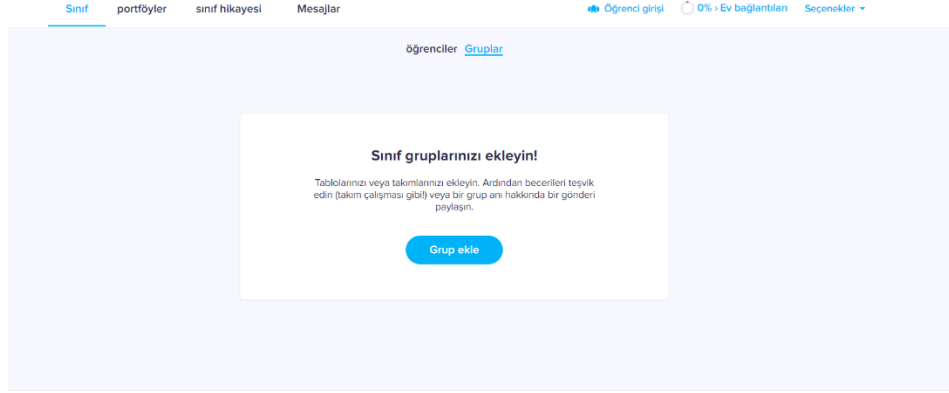 Sınıf portföyler sınıf hikayesi Mesajlar Öğrenci girişi 0% › Ev bağlantıları Seçenekler
öğrenciler Gruplar
Sınıf gruplarınızı ekleyin!
Tablolarınızı veya takımlarınızı ekleyin. Ardından becerileri teşvik
edin (takım çalışması gibi!) veya bir grup anı hakkında bir gönderi
paylaşın.
Grup ekle